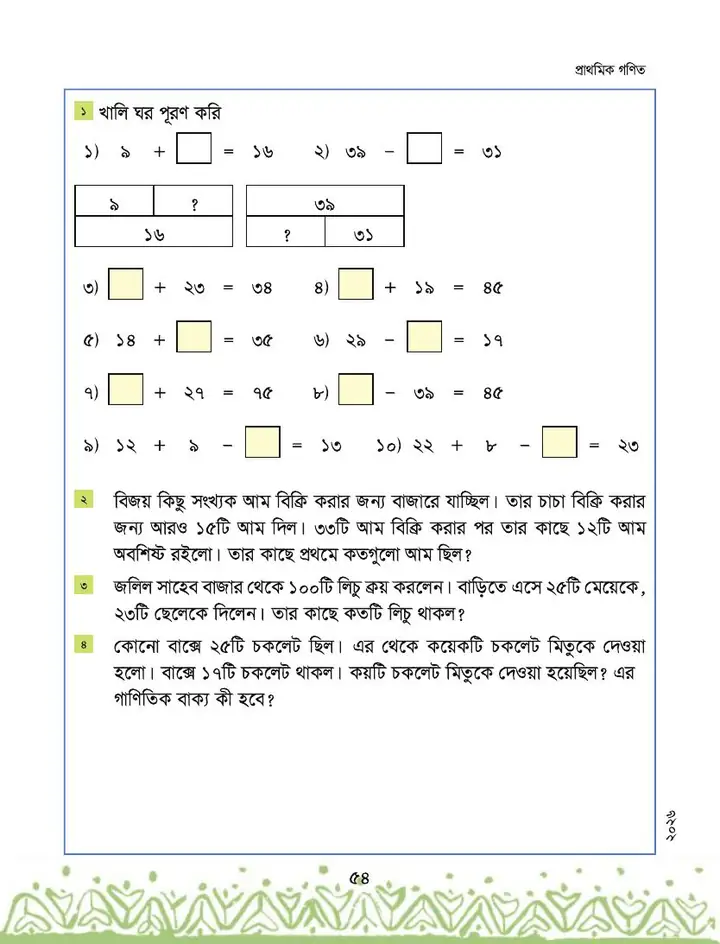 প্রাথমিক গণিত
১ খালি ঘর পূরণ করি
১) ৯ + = ১৬ ২) ৩৯ - = ৩১
৯ ? ৩৯
১৬ ? ৩১
৩) + ২৩ = ৩৪ ৪) + ১৯ = ৪৫
৫) ১৪ + = ৩৫ ৬) ২৯ - = ১৭
৭) + ২৭ = ৭৫ ৮) - ৩৯ = ৪৫
৯) ১২ + ৯ - = ১৩ ১০) ২২ + ৮ - = ২৩
২ বিজয় কিছু সংখ্যক আম বিক্রি করার জন্য বাজারে যাচ্ছিল। তার চাচা বিক্রি করার
জন্য আরও ১৫টি আম দিল। ৩৩টি আম বিক্রি করার পর তার কাছে ১২টি আম
অবশিষ্ট রইলো। তার কাছে প্রথমে কতগুলো আম ছিল?
৩ জলিল সাহেব বাজার থেকে ১০০টি লিচু ক্রয় করলেন। বাড়িতে এসে ২৫টি মেয়েকে,
২৩টি ছেলেকে দিলেন। তার কাছে কতটি লিচু থাকল?
৪ কোনো বাক্সে ২৫টি চকলেট ছিল। এর থেকে কয়েকটি চকলেট মিতুকে দেওয়া
হলো। বাক্সে ১৭টি চকলেট থাকল। কয়টি চকলেট মিতুকে দেওয়া হয়েছিল? এর
গাণিতিক বাক্য কী হবে?
২০২৬
৫৪